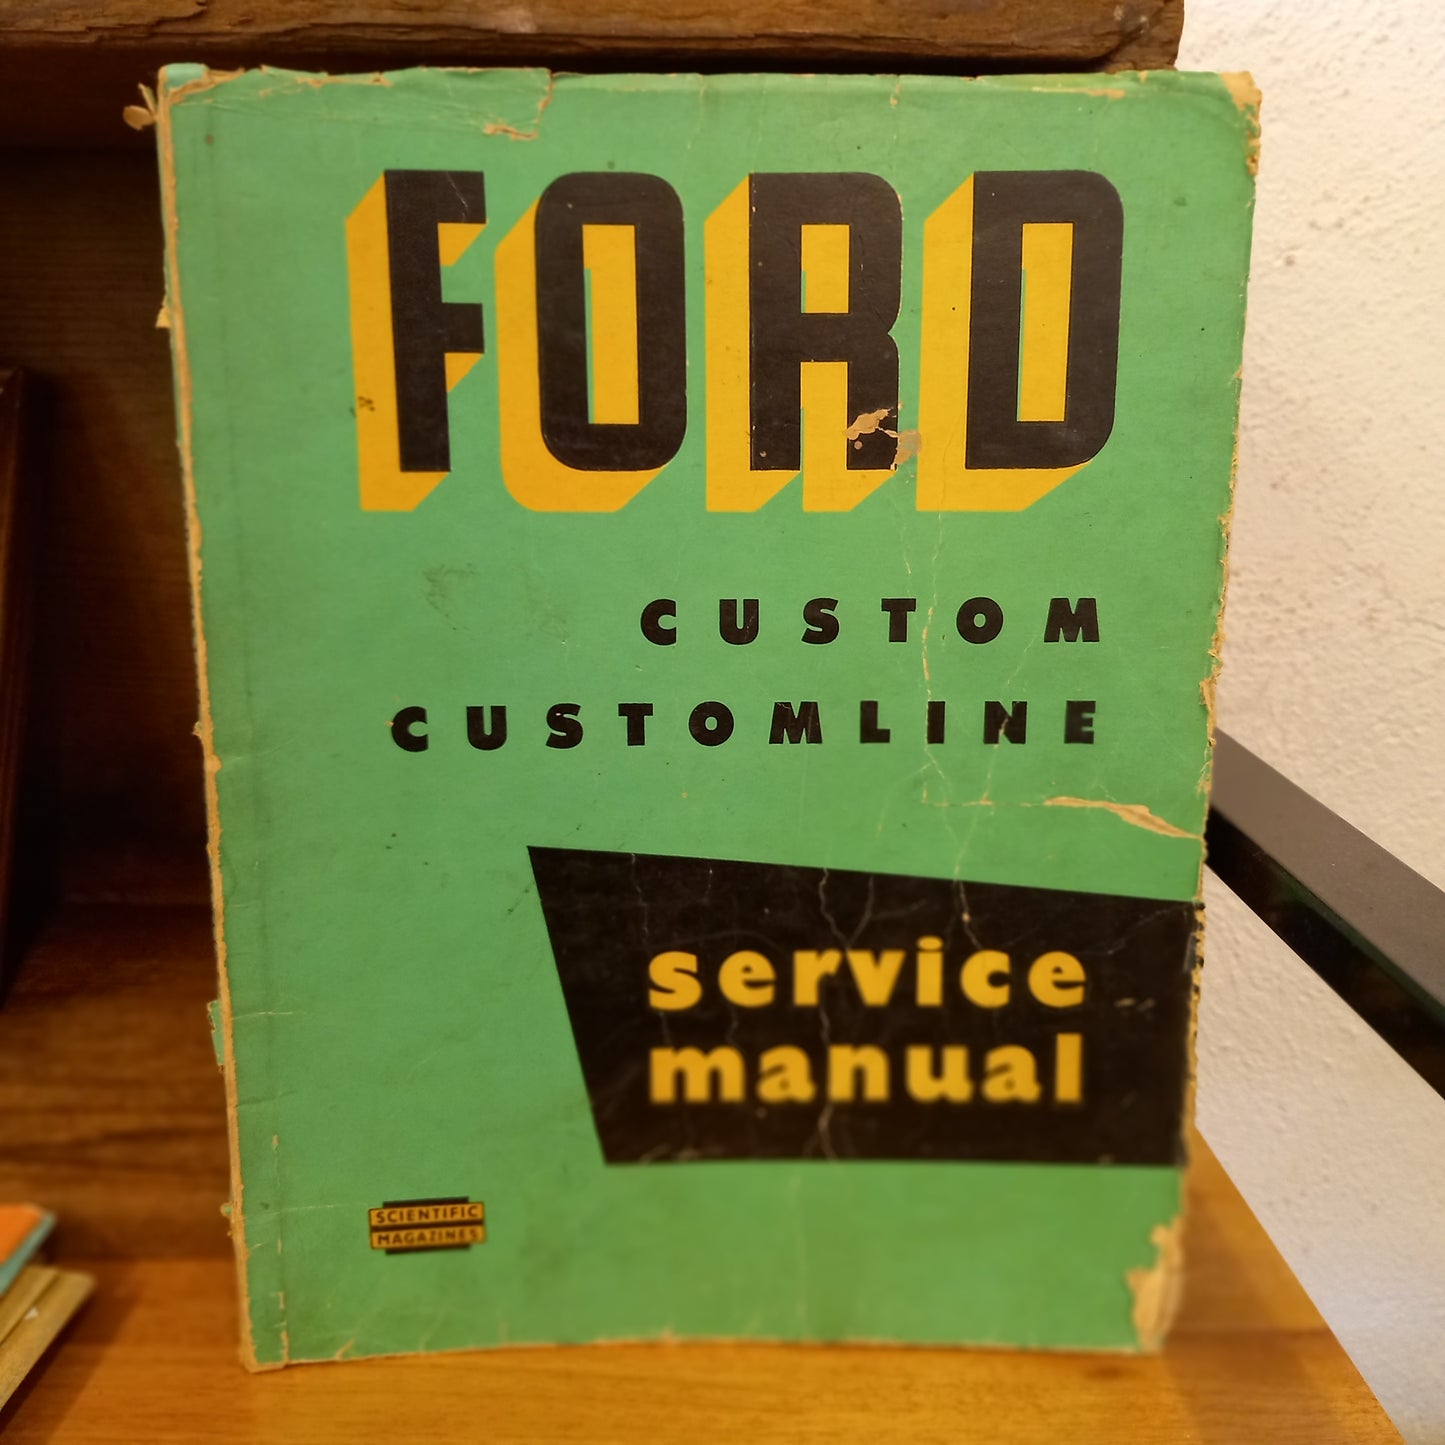 FORD
CUSTOM
CUSTOMLINE
service
manual
SCIENTIFIC
MAGAZINES